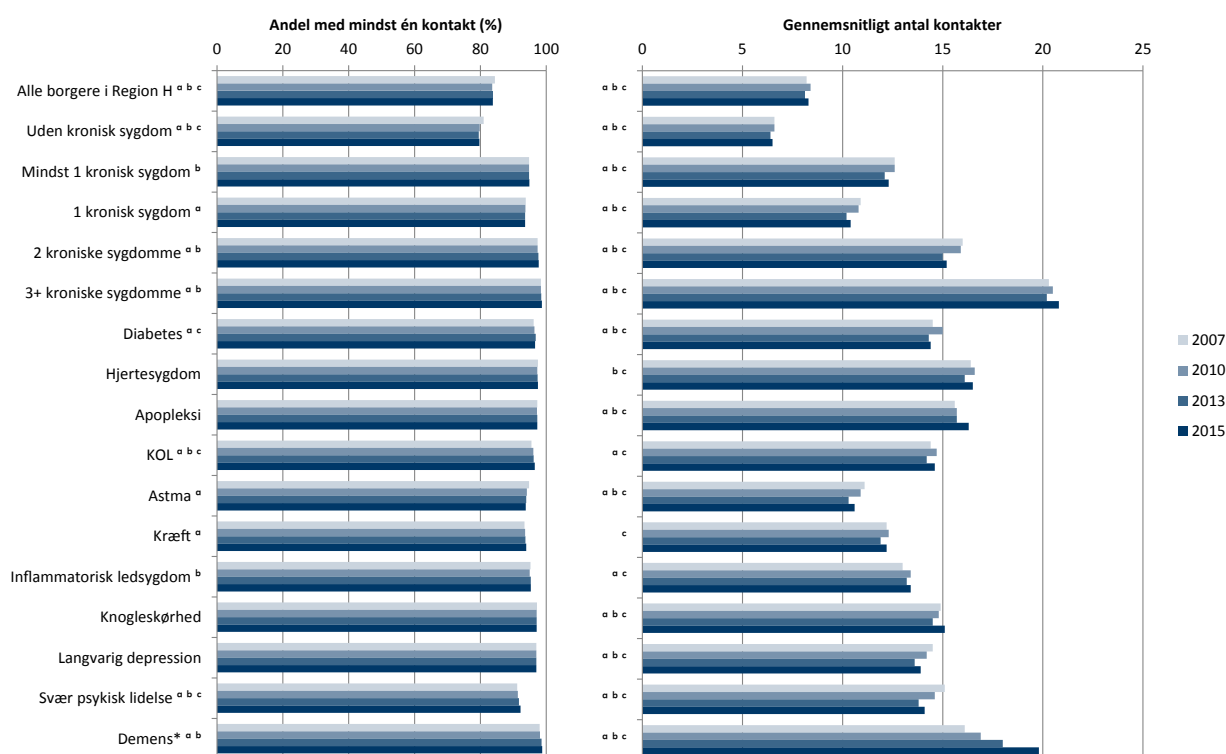 Andel med mindst én kontakt (%) Gennemsnitligt antal kontakter
0 20 40 60 80 100 0 5 10 15 20 25
Alle borgere i Region H ᵃ ᵇ ᶜ ᵃ ᵇ ᶜ
Uden kronisk sygdom ᵃ ᵇ ᶜ ᵃ ᵇ ᶜ
Mindst 1 kronisk sygdom ᵇ ᵃ ᵇ ᶜ
1 kronisk sygdom ᵃ ᵃ ᵇ ᶜ
2 kroniske sygdomme ᵃ ᵇ ᵃ ᵇ ᶜ
3+ kroniske sygdomme ᵃ ᵇ ᵃ ᵇ ᶜ
Diabetes ᵃ ᶜ ᵃ ᵇ ᶜ
2007
Hjertesygdom ᵇ ᶜ
2010
2013
Apopleksi ᵃ ᵇ ᶜ
2015
KOL ᵃ ᵇ ᶜ ᵃ ᶜ
Astma ᵃ ᵃ ᵇ ᶜ
Kræft ᵃ ᶜ
Inflammatorisk ledsygdom ᵇ ᵃ ᶜ
Knogleskørhed ᵃ ᵇ ᶜ
Langvarig depression ᵃ ᵇ ᶜ
Svær psykisk lidelse ᵃ ᵇ ᶜ ᵃ ᵇ ᶜ
Demens* ᵃ ᵇ ᵃ ᵇ ᶜ